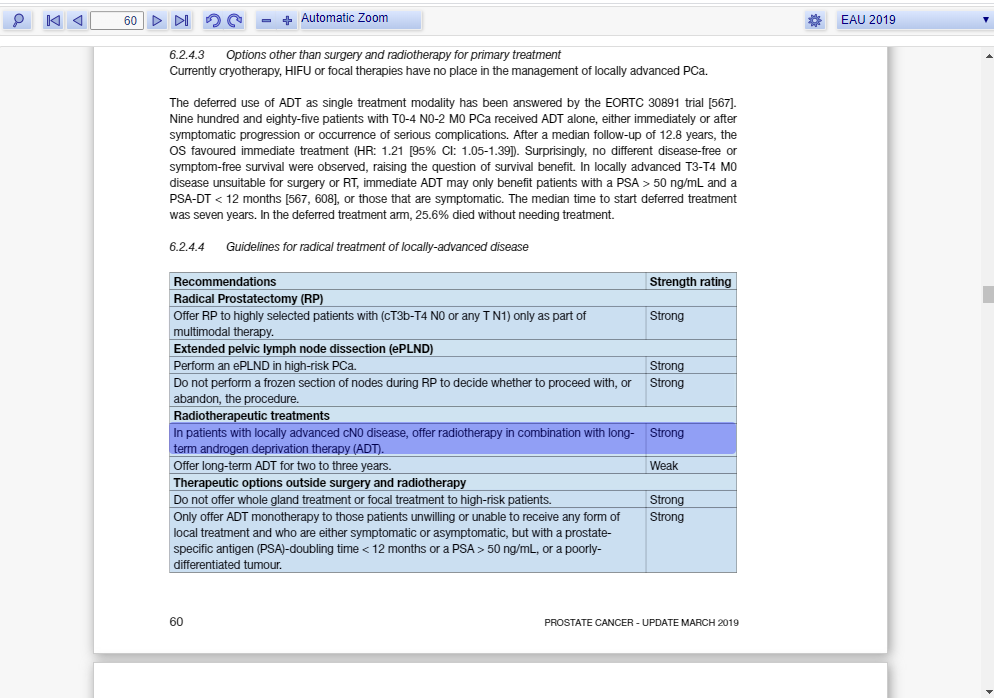 60
Automatic Zoom
EAU 2019
6.2.4.3 Options other than surgery and radiotherapy for primary treatment
Currently cryotherapy, HIFU or focal therapies have no place in the management of locally advanced PCa.
The deferred use of ADT as single treatment modality has been answered by the EORTC 30891 trial [567].
Nine hundred and eighty-five patients with T0-4 N0-2 M0 PCa received ADT alone, either immediately or after
symptomatic progression or occurrence of serious complications. After a median follow-up of 12.8 years, the
OS favoured immediate treatment (HR: 1.21 [95% CI: 1.05-1.39]). Surprisingly, no different disease-free or
symptom-free survival were observed, raising the question of survival benefit. In locally advanced T3-T4 M0
disease unsuitable for surgery or RT, immediate ADT may only benefit patients with a PSA > 50 ng/mL and a
PSA-DT < 12 months [567, 608], or those that are symptomatic. The median time to start deferred treatment
was seven years. In the deferred treatment arm, 25.6% died without needing treatment.
6.2.4.4 Guidelines for radical treatment of locally-advanced disease
Recommendations Strength rating
Radical Prostatectomy (RP)
Offer RP to highly selected patients with (cT3b-T4 N0 or any T N1) only as part of Strong
multimodal therapy.
Extended pelvic lymph node dissection (ePLND)
Perform an ePLND in high-risk PCa. Strong
Do not perform a frozen section of nodes during RP to decide whether to proceed with, or Strong
abandon, the procedure.
Radiotherapeutic treatments
In patients with locally advanced cN0 disease, offer radiotherapy in combination with long- Strong
term androgen deprivation therapy (ADT).
Offer long-term ADT for two to three years. Weak
Therapeutic options outside surgery and radiotherapy
Do not offer whole gland treatment or focal treatment to high-risk patients. Strong
Only offer ADT monotherapy to those patients unwilling or unable to receive any form of Strong
local treatment and who are either symptomatic or asymptomatic, but with a prostate-
specific antigen (PSA)-doubling time < 12 months or a PSA > 50 ng/mL, or a poorly-
differentiated tumour.
60 PROSTATE CANCER - UPDATE MARCH 2019